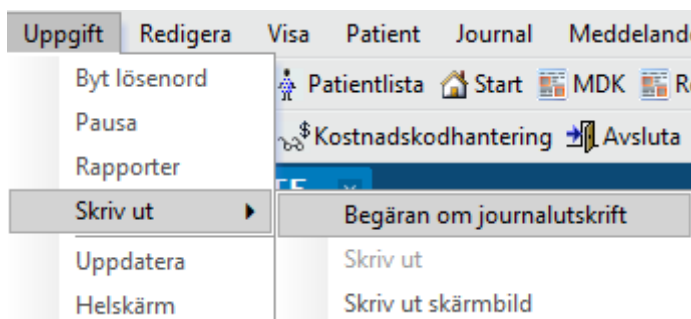 Uppgift Redigera Visa Patient Journal
Byt lösenord
Patientlista Start MDK
Pausa
$ Kostnadskodhantering Avsluta
Rapporter
Skriv ut
Begäran om journalutskrift
Uppdatera
Skriv ut
Helskärm
Skriv ut skärmbild